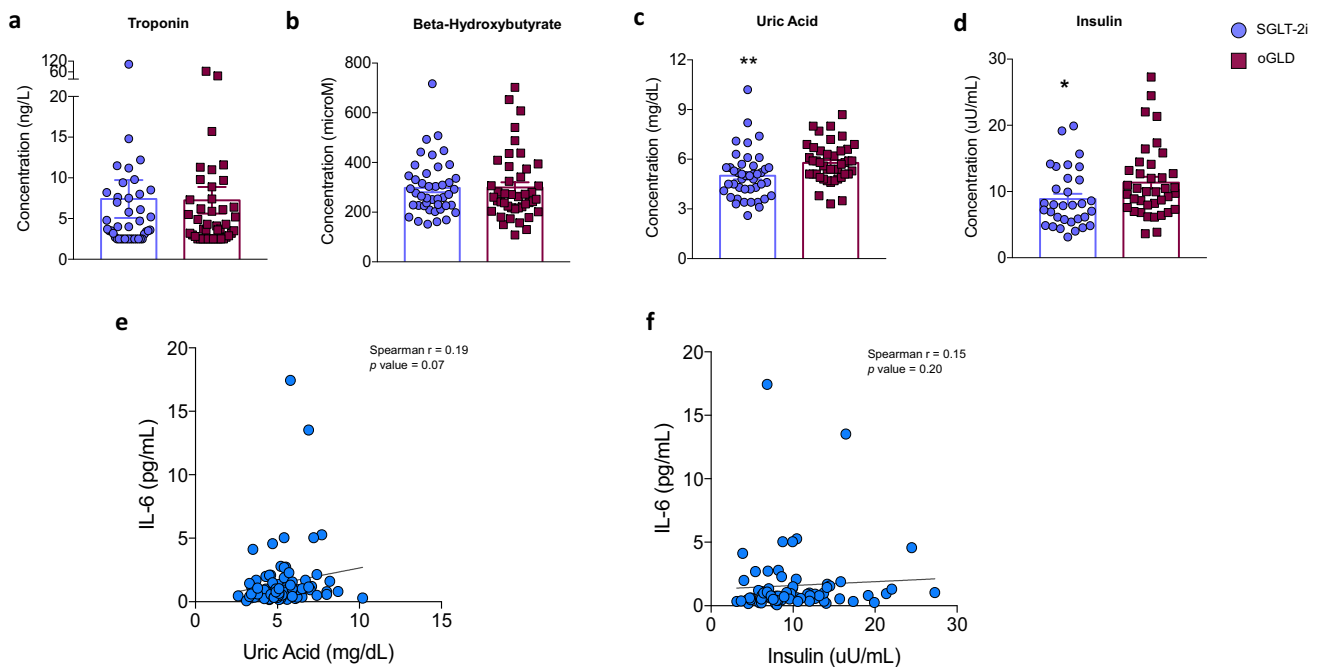 a
Troponin
Concentration (ng/L)
120
60
20
15
10
5
0
b
Beta-Hydroxybutyrate
Concentration (microM)
800
600
400
200
0
c
Uric Acid
Concentration (mg/dL)
12
9
6
3
0
**
d
Insulin
Concentration (uU/mL)
30
20
10
0
*
SGLT-2i
oGLD
e
Spearman r = 0.19
p value = 0.07
IL-6 (pg/mL)
20
15
10
5
0
0 5 10 15
Uric Acid (mg/dL)
f
Spearman r = 0.15
p value = 0.20
IL-6 (pg/mL)
20
15
10
5
0
0 10 20 30
Insulin (uU/mL)